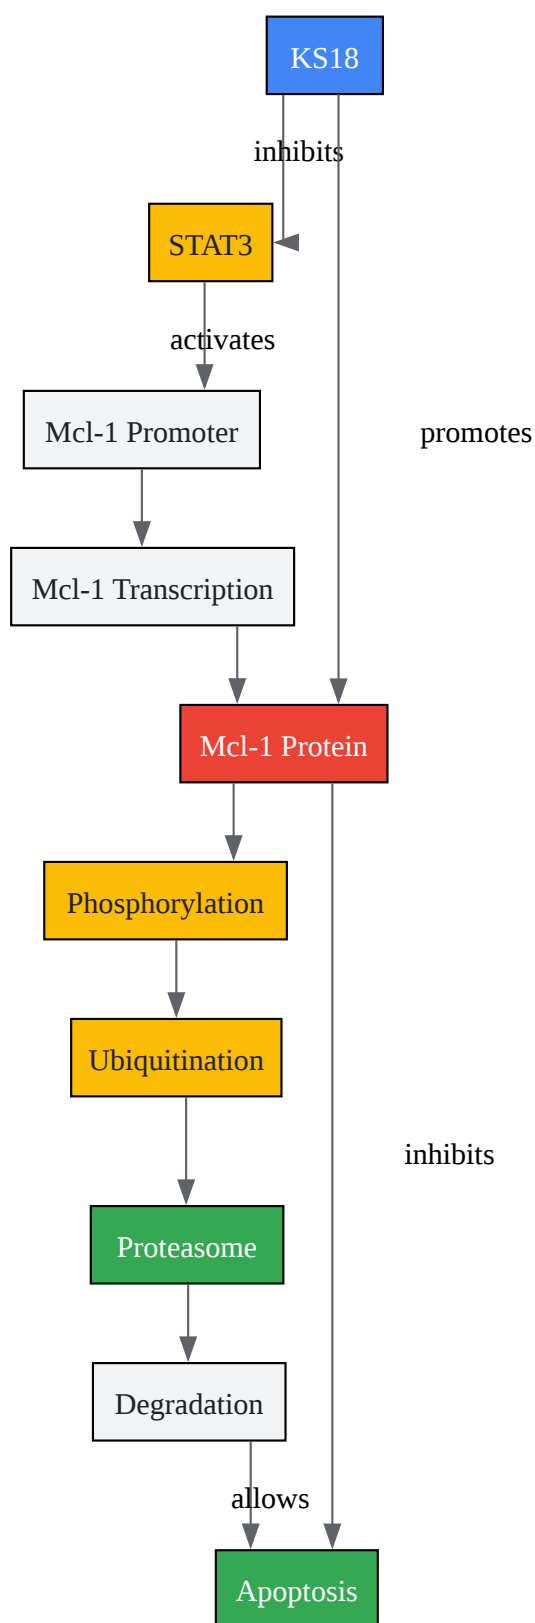 KS18
inhibits
STAT3
activates
Mcl-1 Promoter
promotes
Mcl-1 Transcription
Mcl-1 Protein
Phosphorylation
Ubiquitination
inhibits
Proteasome
Degradation
allows
Apoptosis